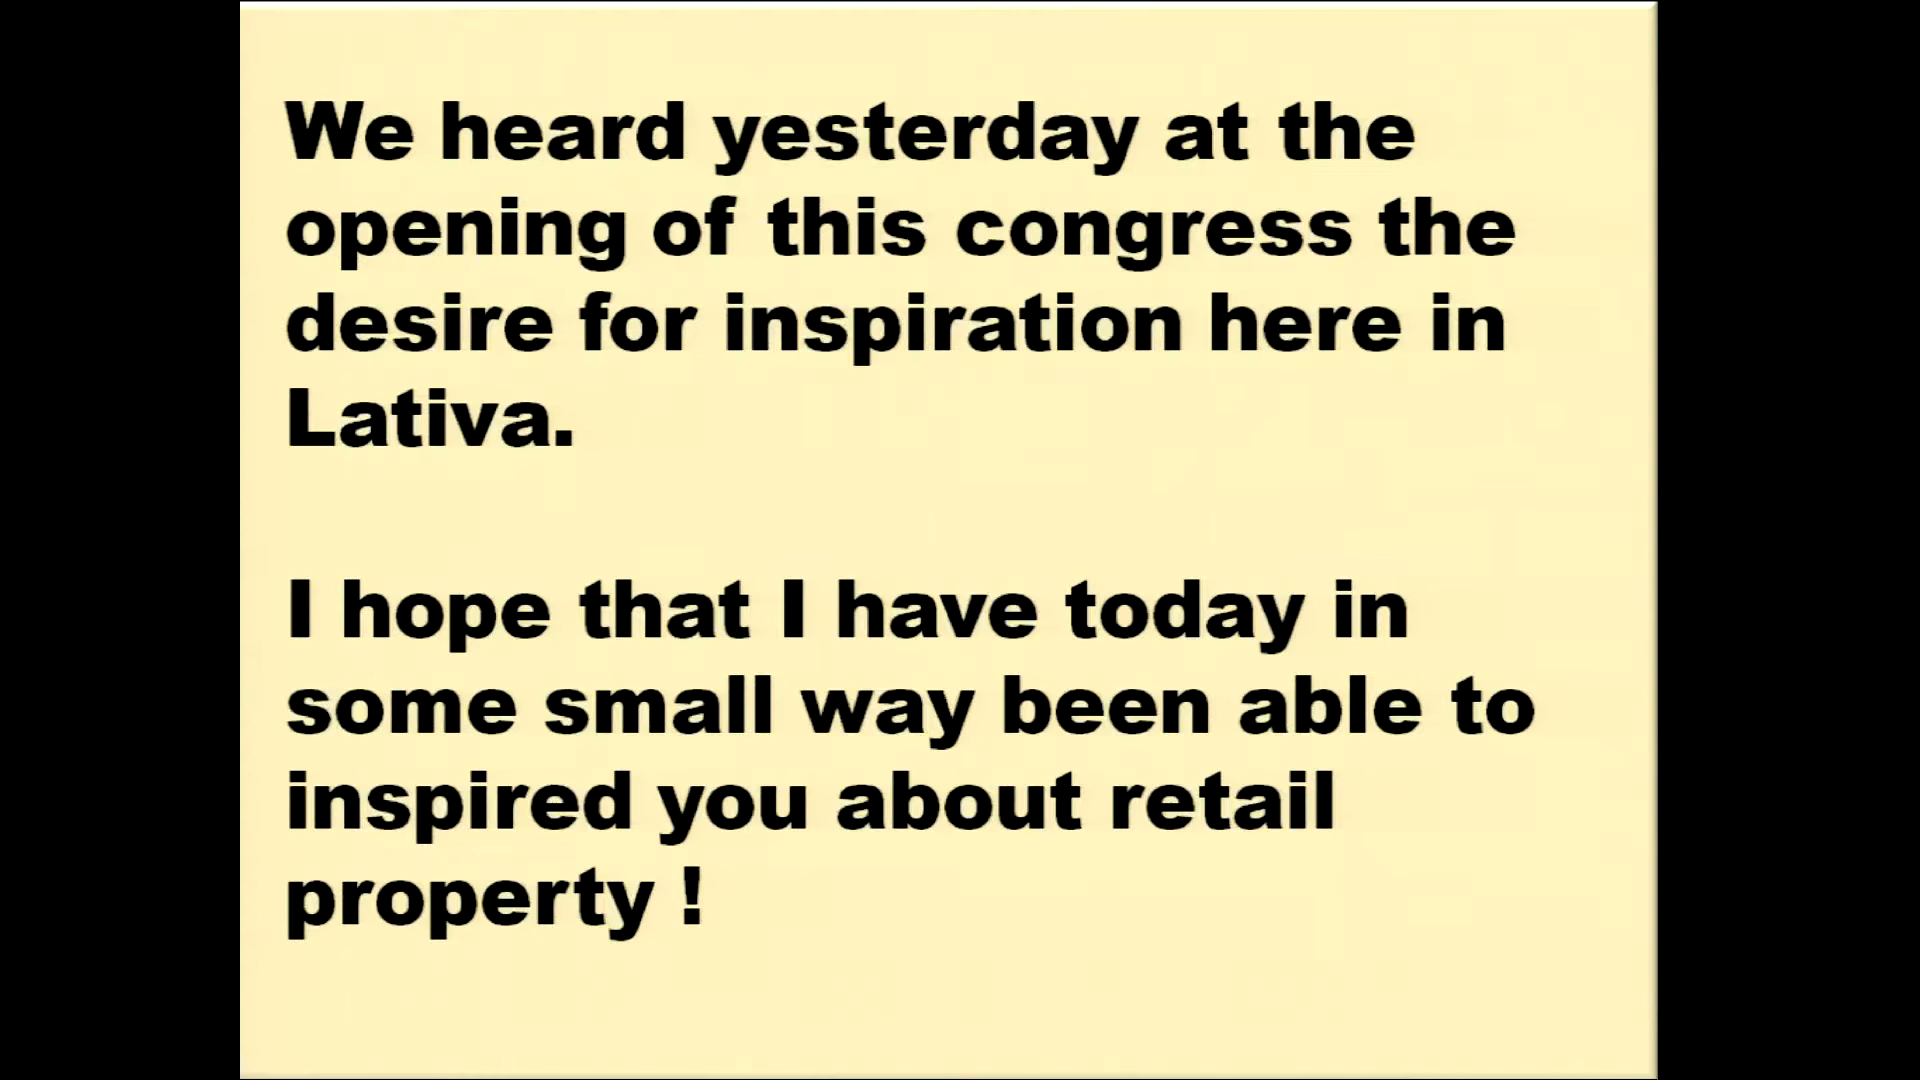 We heard yesterday at the
opening of this congress the
desire for inspiration here in
Lativa.
I hope that I have today in
some small way been able to
inspired you about retail
property !